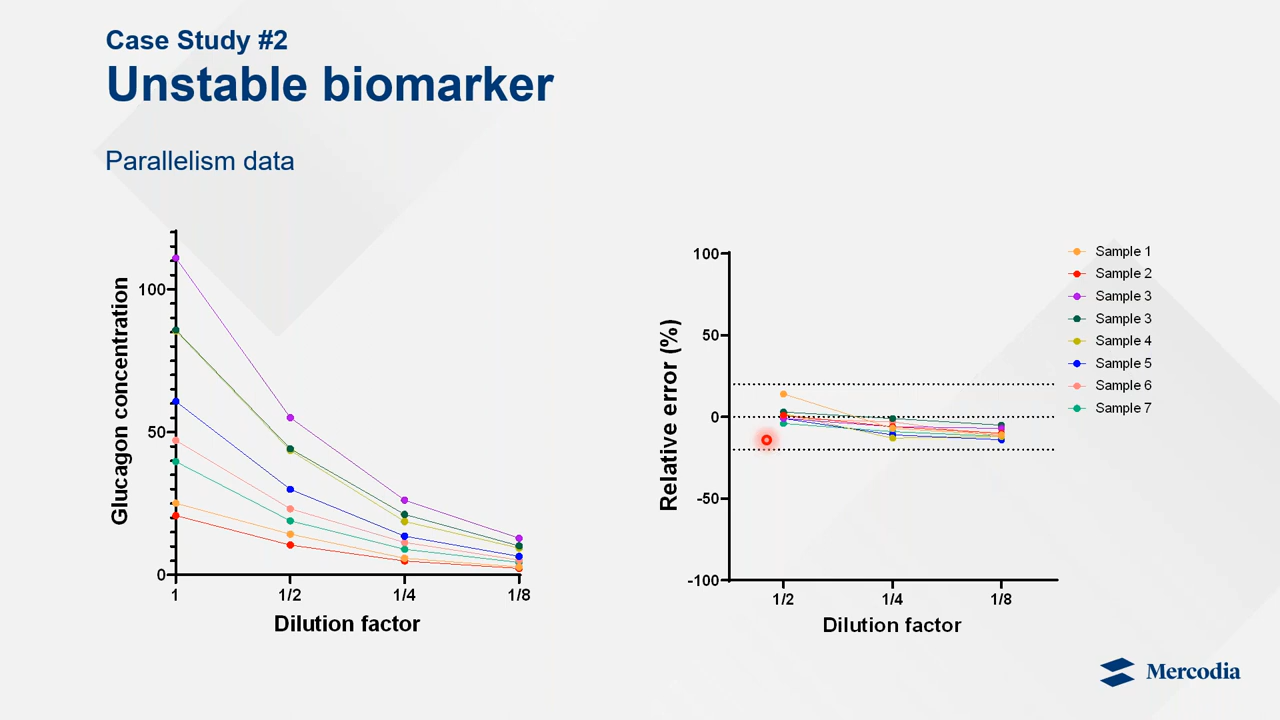 Case Study #2
Unstable biomarker
Parallelism data
Glucagon concentration
100
50
0
1
1/2
1/4
1/8
Dilution factor
Relative error (%)
100
50
0
-50
-100
1/2
1/4
1/8
Dilution factor
Sample 1
Sample 2
Sample 3
Sample 3
Sample 4
Sample 5
Sample 6
Sample 7
Mercodia